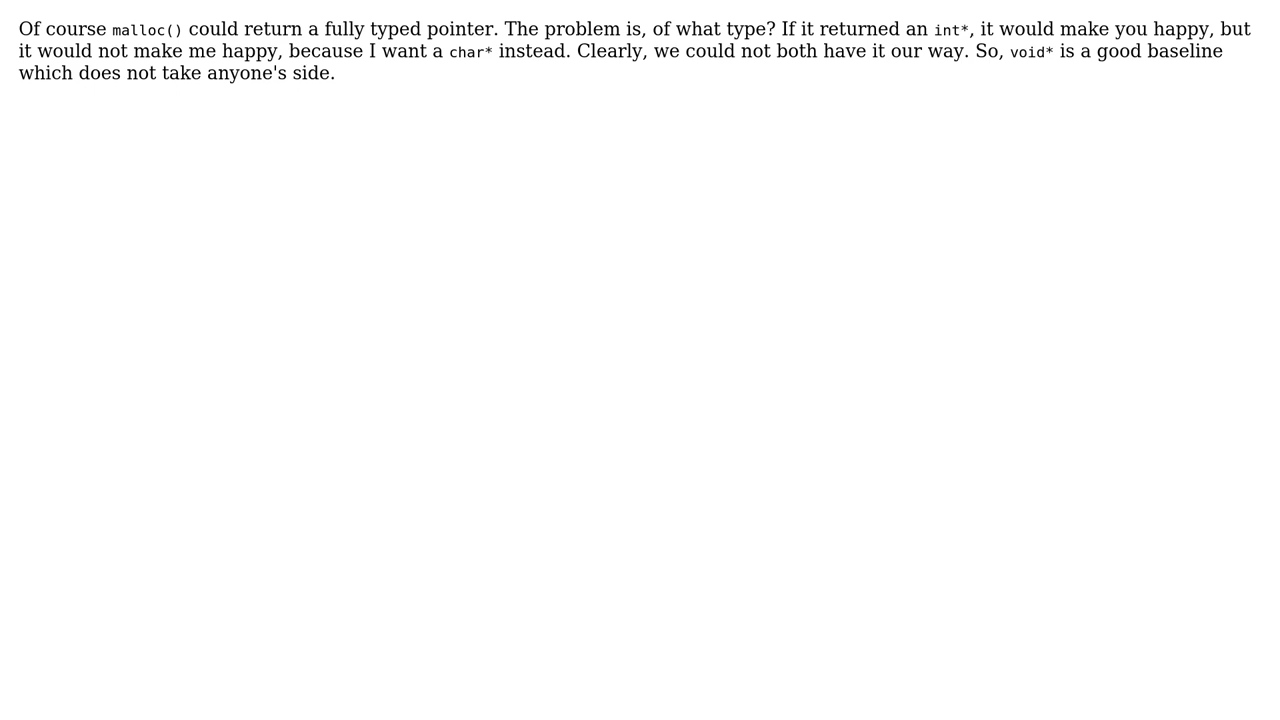 Of course malloc() could return a fully typed pointer. The problem is, of what type? If it returned an int*, it would make you happy, but
it would not make me happy, because I want a char* instead. Clearly, we could not both have it our way. So, void* is a good baseline
which does not take anyone's side.